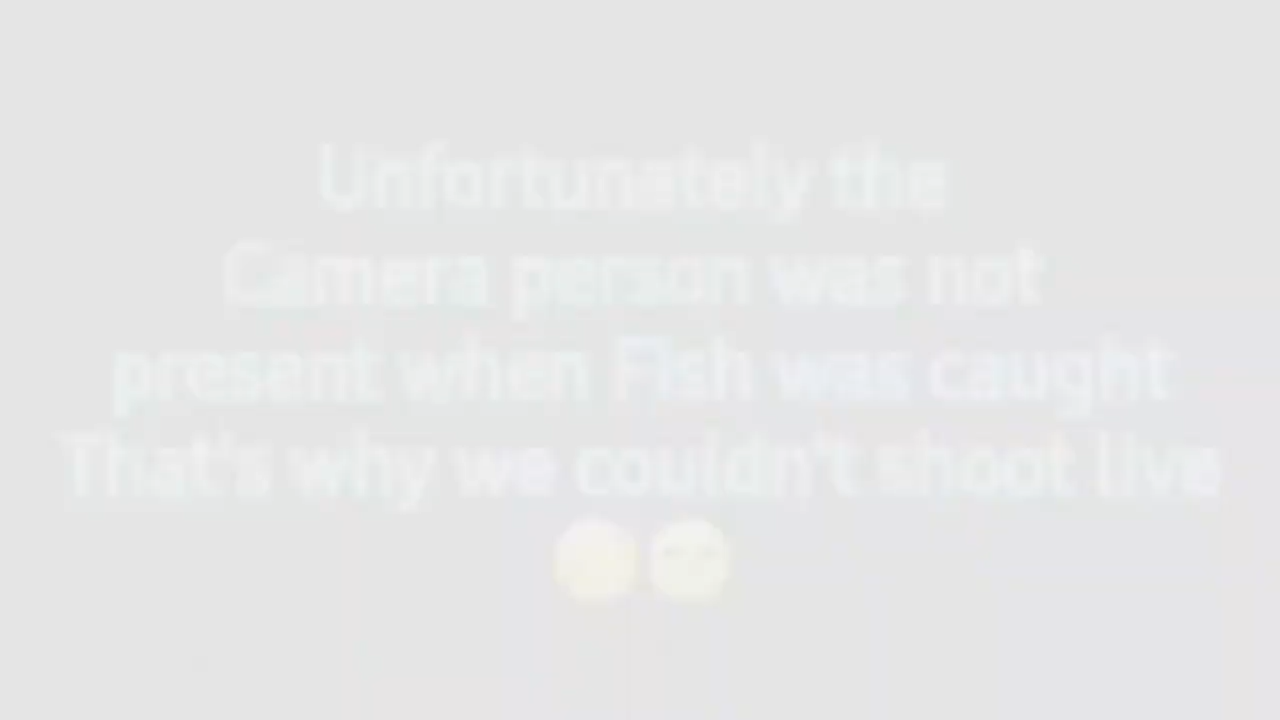 Unfortunately the
Camera person was not
present when Fish was caught
That's why we couldn't shoot live